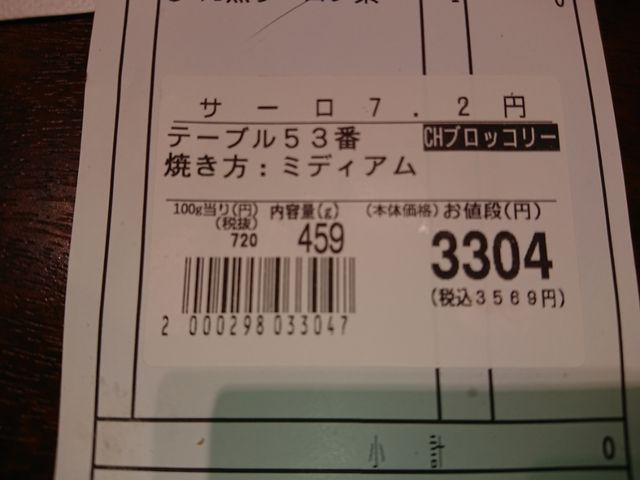 サーロ7.2円
テーブル53番 CHブロッコリー
焼き方:ミディアム
100g当り(円) 内容量(g) (本体価格) お値段(円)
(税抜)
720 459 3304
(税込3569円)
2 000298 033047
小計 0